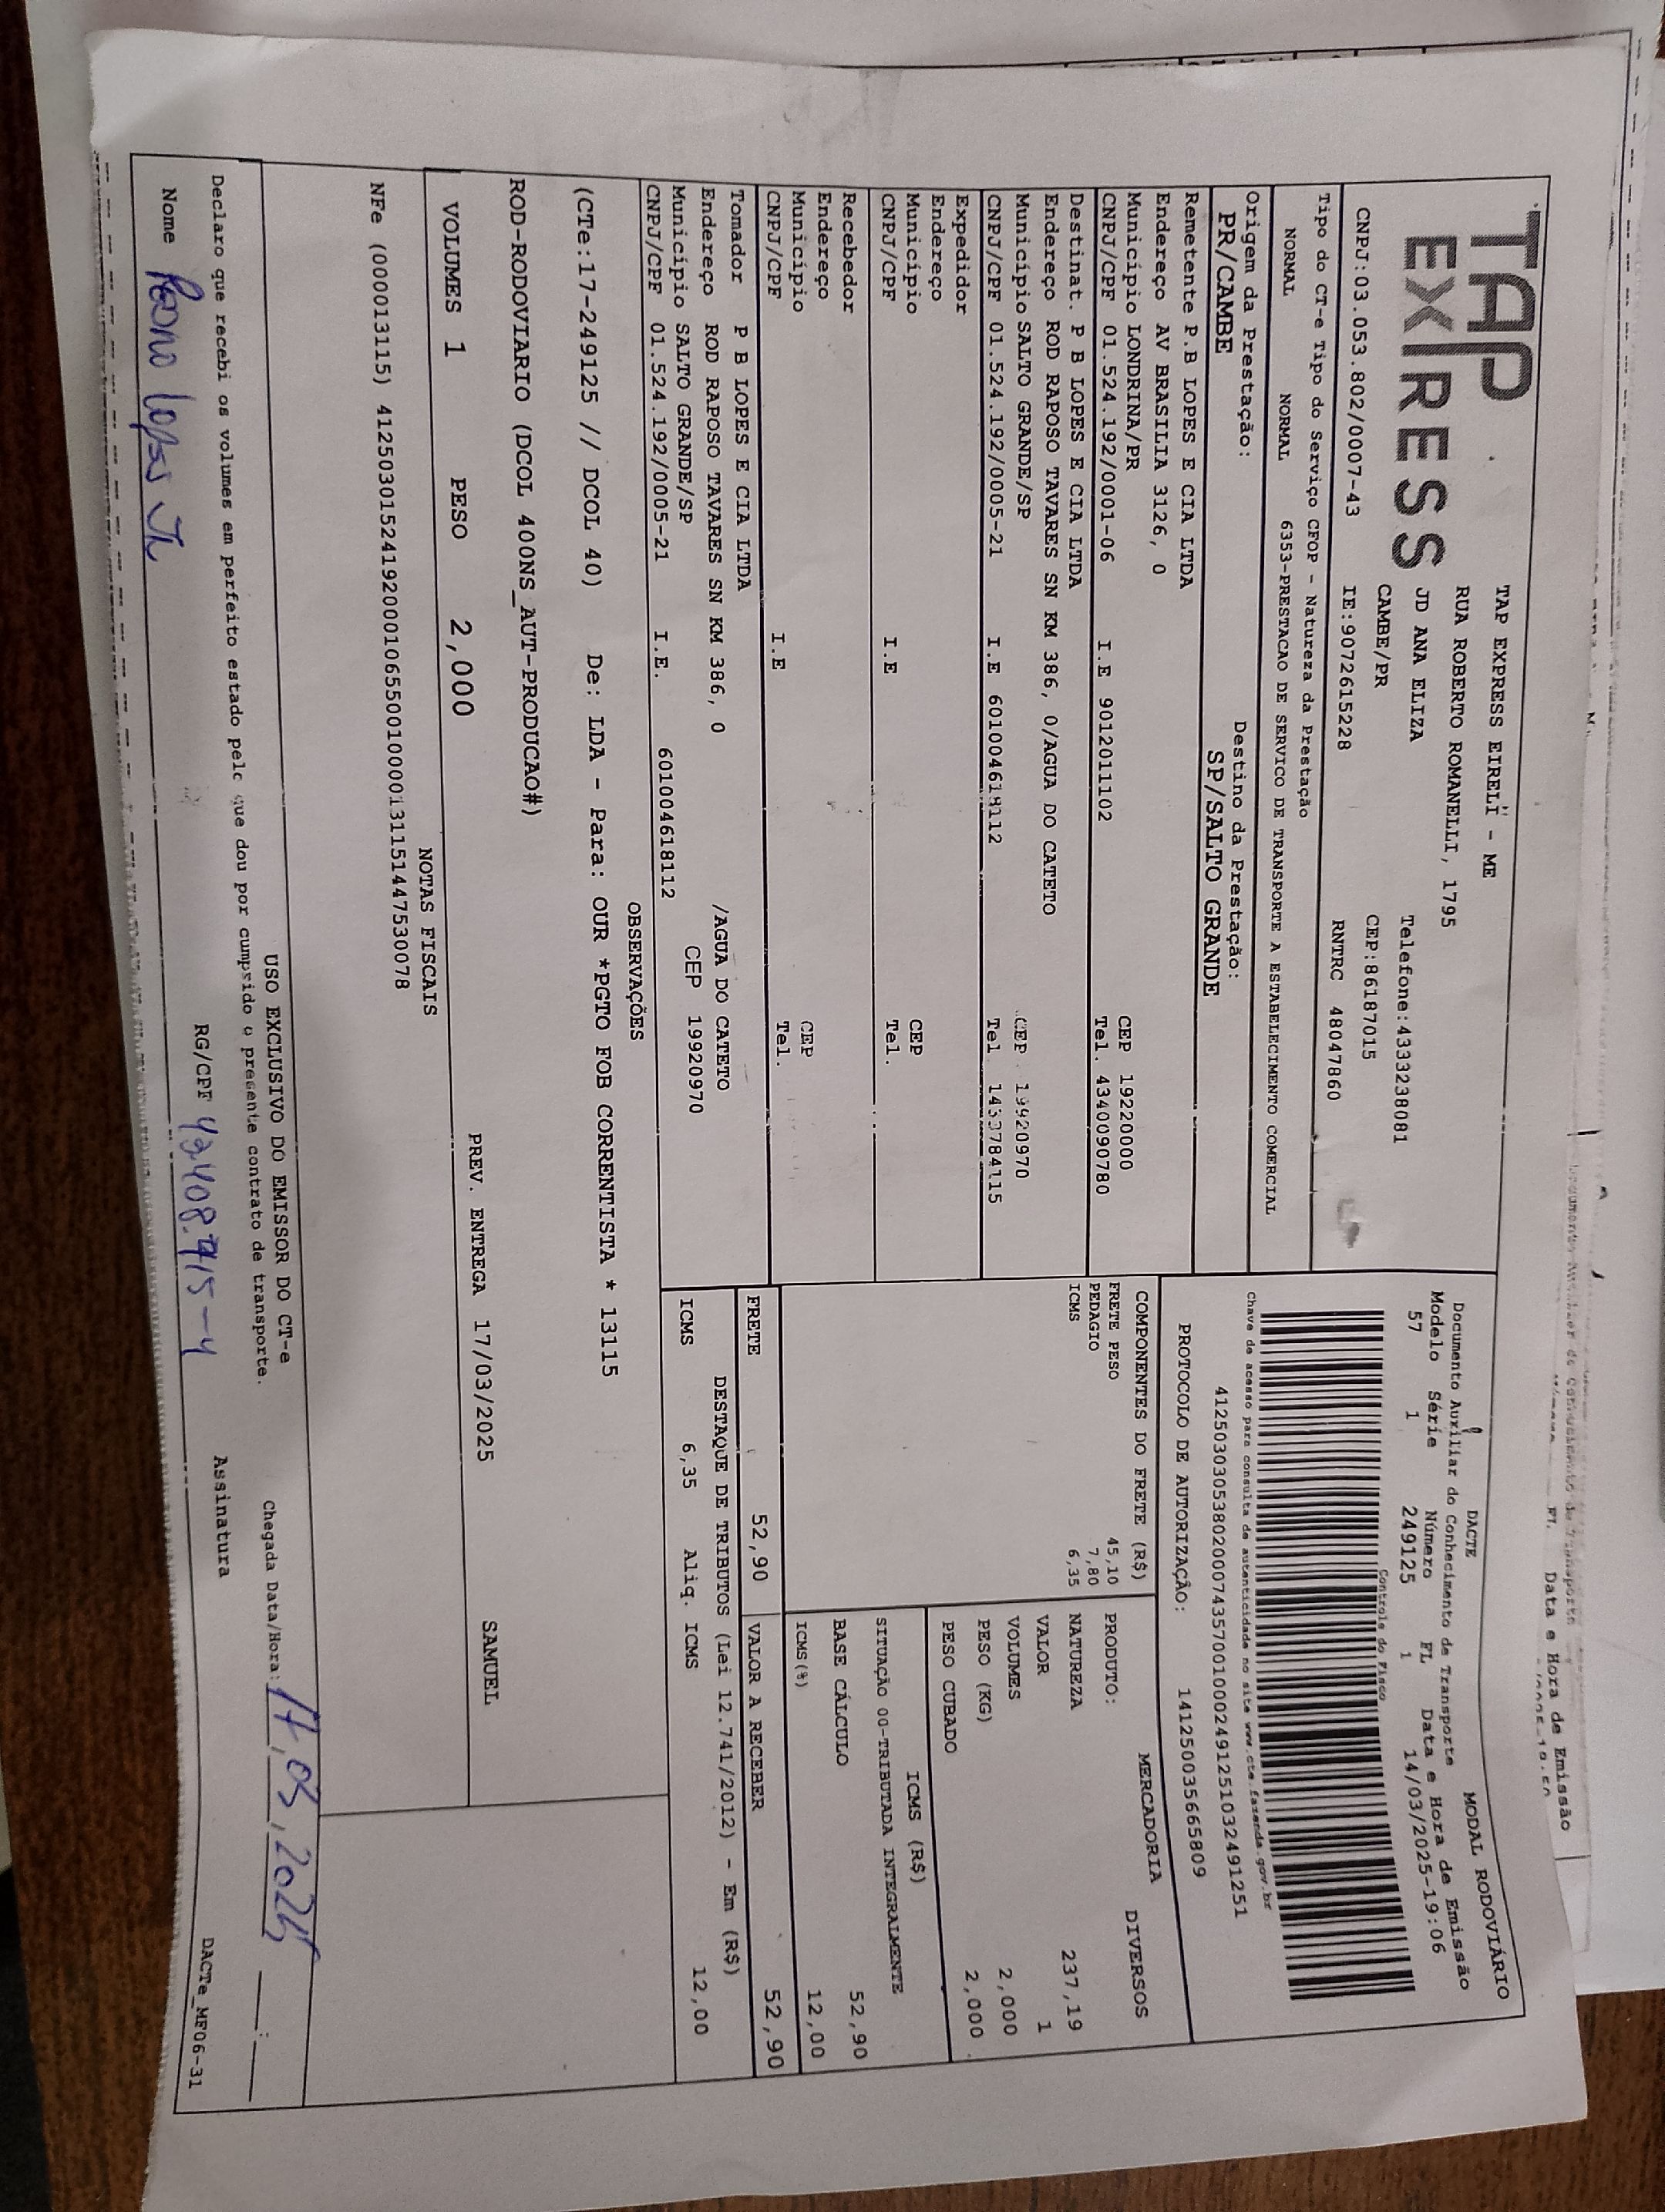 TAP EXPRESS
TAP EXPRESS EIRELI - ME
RUA ROBERTO ROMANELLI, 1795
JD ANA ELIZA
Telefone:4333238081
CAMBE/PR
CEP:86187015
CNPJ:03.053.802/0007-43
IE:9072615228
RNTRC 48047860
DACTE
MODAL RODOVIÁRIO
Documento Auxiliar do Conhecimento de Transporte
Modelo Série Número FL Data e Hora de Emissão
57 1 249125 1 14/03/2025-19:06
Controle do Fisco
Tipo do CT-e Tipo do Serviço CFOP - Natureza da Prestação
NORMAL NORMAL 6353-PRESTACAO DE SERVICO DE TRANSPORTE A ESTABELECIMENTO COMERCIAL
Chave de acesso para consulta de autenticidade no site www.cte.fazenda.gov.br
41250303053802000743570010002491251032491251
Origem da Prestação:
PR/CAMBE
Destino da Prestação:
SP/SALTO GRANDE
PROTOCOLO DE AUTORIZAÇÃO: 141250035665809
Remetente P.B LOPES E CIA LTDA
Endereço AV BRASILIA 3126, 0
Município LONDRINA/PR CEP 19220000
CNPJ/CPF 01.524.192/0001-06 I.E 9012011102 Tel. 4340090780
Destinat. P B LOPES E CIA LTDA
Endereço ROD RAPOSO TAVARES SN KM 386, 0/AGUA DO CATETO
Município SALTO GRANDE/SP CEP 19920970
CNPJ/CPF 01.524.192/0005-21 I.E 601004618112 Tel 1433784115
Expedidor
Endereço
Município CEP
CNPJ/CPF I.E Tel.
Recebedor
Endereço
Município CEP
CNPJ/CPF I.E Tel.
Tomador P B LOPES E CIA LTDA
Endereço ROD RAPOSO TAVARES SN KM 386, 0 /AGUA DO CATETO
Município SALTO GRANDE/SP CEP 19920970
CNPJ/CPF 01.524.192/0005-21 I.E. 601004618112
COMPONENTES DO FRETE (R$)
FRETE PESO 45,10
PEDAGIO 7,80
ICMS 6,35
MERCADORIA
PRODUTO: DIVERSOS
NATUREZA
VALOR 237,19
VOLUMES 1
PESO (KG) 2,000
PESO CUBADO 2,000
ICMS (R$)
SITUAÇÃO 00-TRIBUTADA INTEGRALMENTE
BASE CÁLCULO 52,90
ICMS(%) 12,00
FRETE 52,90 VALOR A RECEBER 52,90
DESTAQUE DE TRIBUTOS (Lei 12.741/2012) - Em (R$)
ICMS 6,35 Aliq. ICMS 12,00
OBSERVAÇÕES
(CTe:17-249125 // DCOL 40) De: LDA - Para: OUR *PGTO FOB CORRENTISTA * 13115
ROD-RODOVIARIO (DCOL 40ONS_AUT-PRODUCAO#)
VOLUMES 1 PESO 2,000 PREV. ENTREGA 17/03/2025 SAMUEL
NOTAS FISCAIS
NFe (000013115) 41250301524192000106550010000131151447530078
USO EXCLUSIVO DO EMISSOR DO CT-e
Declaro que recebi os volumes em perfeito estado pelo que dou por cumprido o presente contrato de transporte.
Chegada Data/Hora: 17,03,2025 __:__
Nome Lopes Jr
RG/CPF 42.408.915-4
Assinatura
DACTe_MF06-31
Data e Hora de Emissão